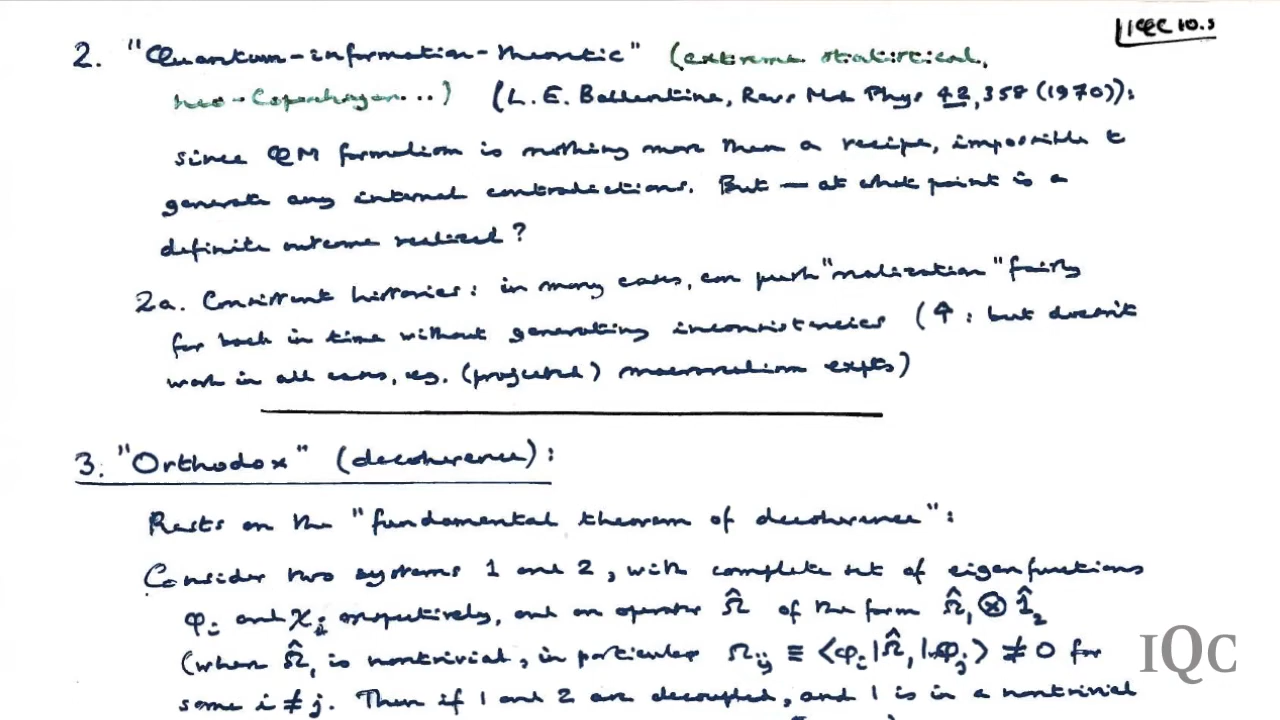 IQC 10.5
2. "Quantum-information-theoretic" (extreme statistical,
neo-Copenhagen...) (L. E. Ballentine, Revs Mod Phys 42, 358 (1970)):
since QM formalism is nothing more than a recipe, impossible to
generate any internal contradictions. But — at what point is a
definite outcome realized?
2a. Consistent histories: in many cases, can push "realization" fairly
far back in time without generating inconsistencies (↑: but doesn't
work in all cases, eg. (projected) macrorealism expts)
3. "Orthodox" (decoherence):
Rests on the "fundamental theorem of decoherence":
Consider two systems 1 and 2, with complete set of eigenfunctions
φᵢ and χⱼ respectively, and an operator Ω̂ of the form Ω̂₁ ⊗ 1̂₂
(where Ω̂₁ is nontrivial, in particular Ωᵢⱼ ≡ ⟨φᵢ|Ω̂₁|φⱼ⟩ ≠ 0 for
some i ≠ j. Then if 1 and 2 are decoupled, and 1 is in a nontrivial
IQC